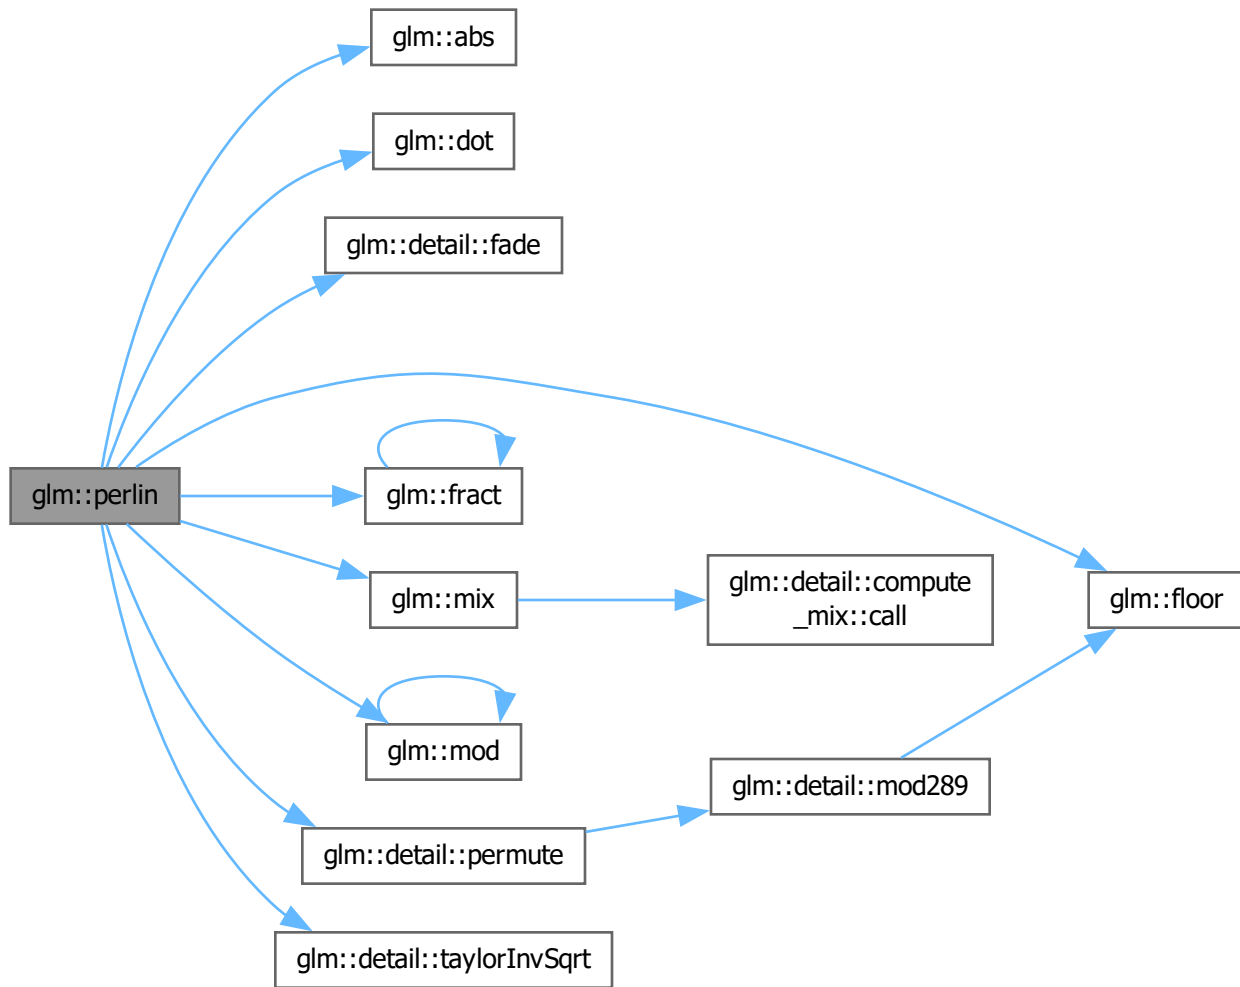 glm::abs
glm::dot
glm::detail::fade
glm::perlin
glm::fract
glm::mix
glm::detail::compute
_mix::call
glm::floor
glm::mod
glm::detail::mod289
glm::detail::permute
glm::detail::taylorInvSqrt